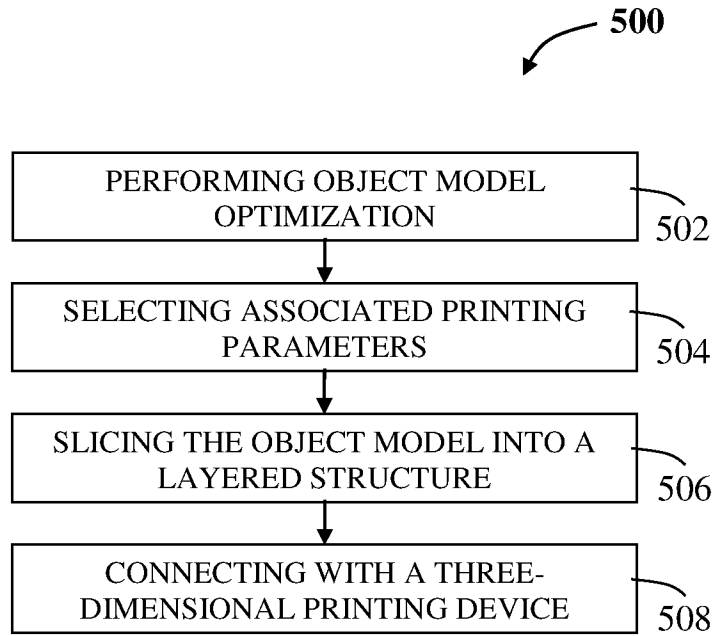 500
PERFORMING OBJECT MODEL
OPTIMIZATION
502
SELECTING ASSOCIATED PRINTING
PARAMETERS
504
SLICING THE OBJECT MODEL INTO A
LAYERED STRUCTURE
506
CONNECTING WITH A THREE-
DIMENSIONAL PRINTING DEVICE
508